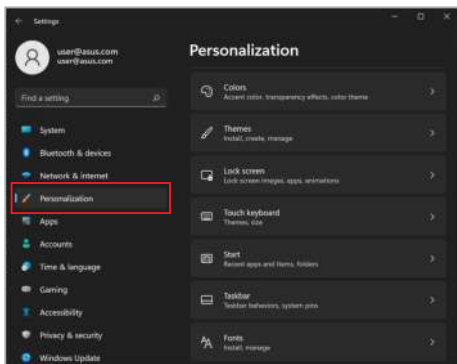 Settings
user@asus.com
user@asus.com
Find a setting
System
Bluetooth & devices
Network & internet
Personalization
Apps
Accounts
Time & language
Gaming
Accessibility
Privacy & security
Windows Update
Personalization
Colors
Accent color, transparency effects, color theme
Themes
Install, create, manage
Lock screen
Lock screen images, apps, animations
Touch keyboard
Themes, size
Start
Recent apps and items, folders
Taskbar
Taskbar behaviors, system pins
Fonts
Install, manage